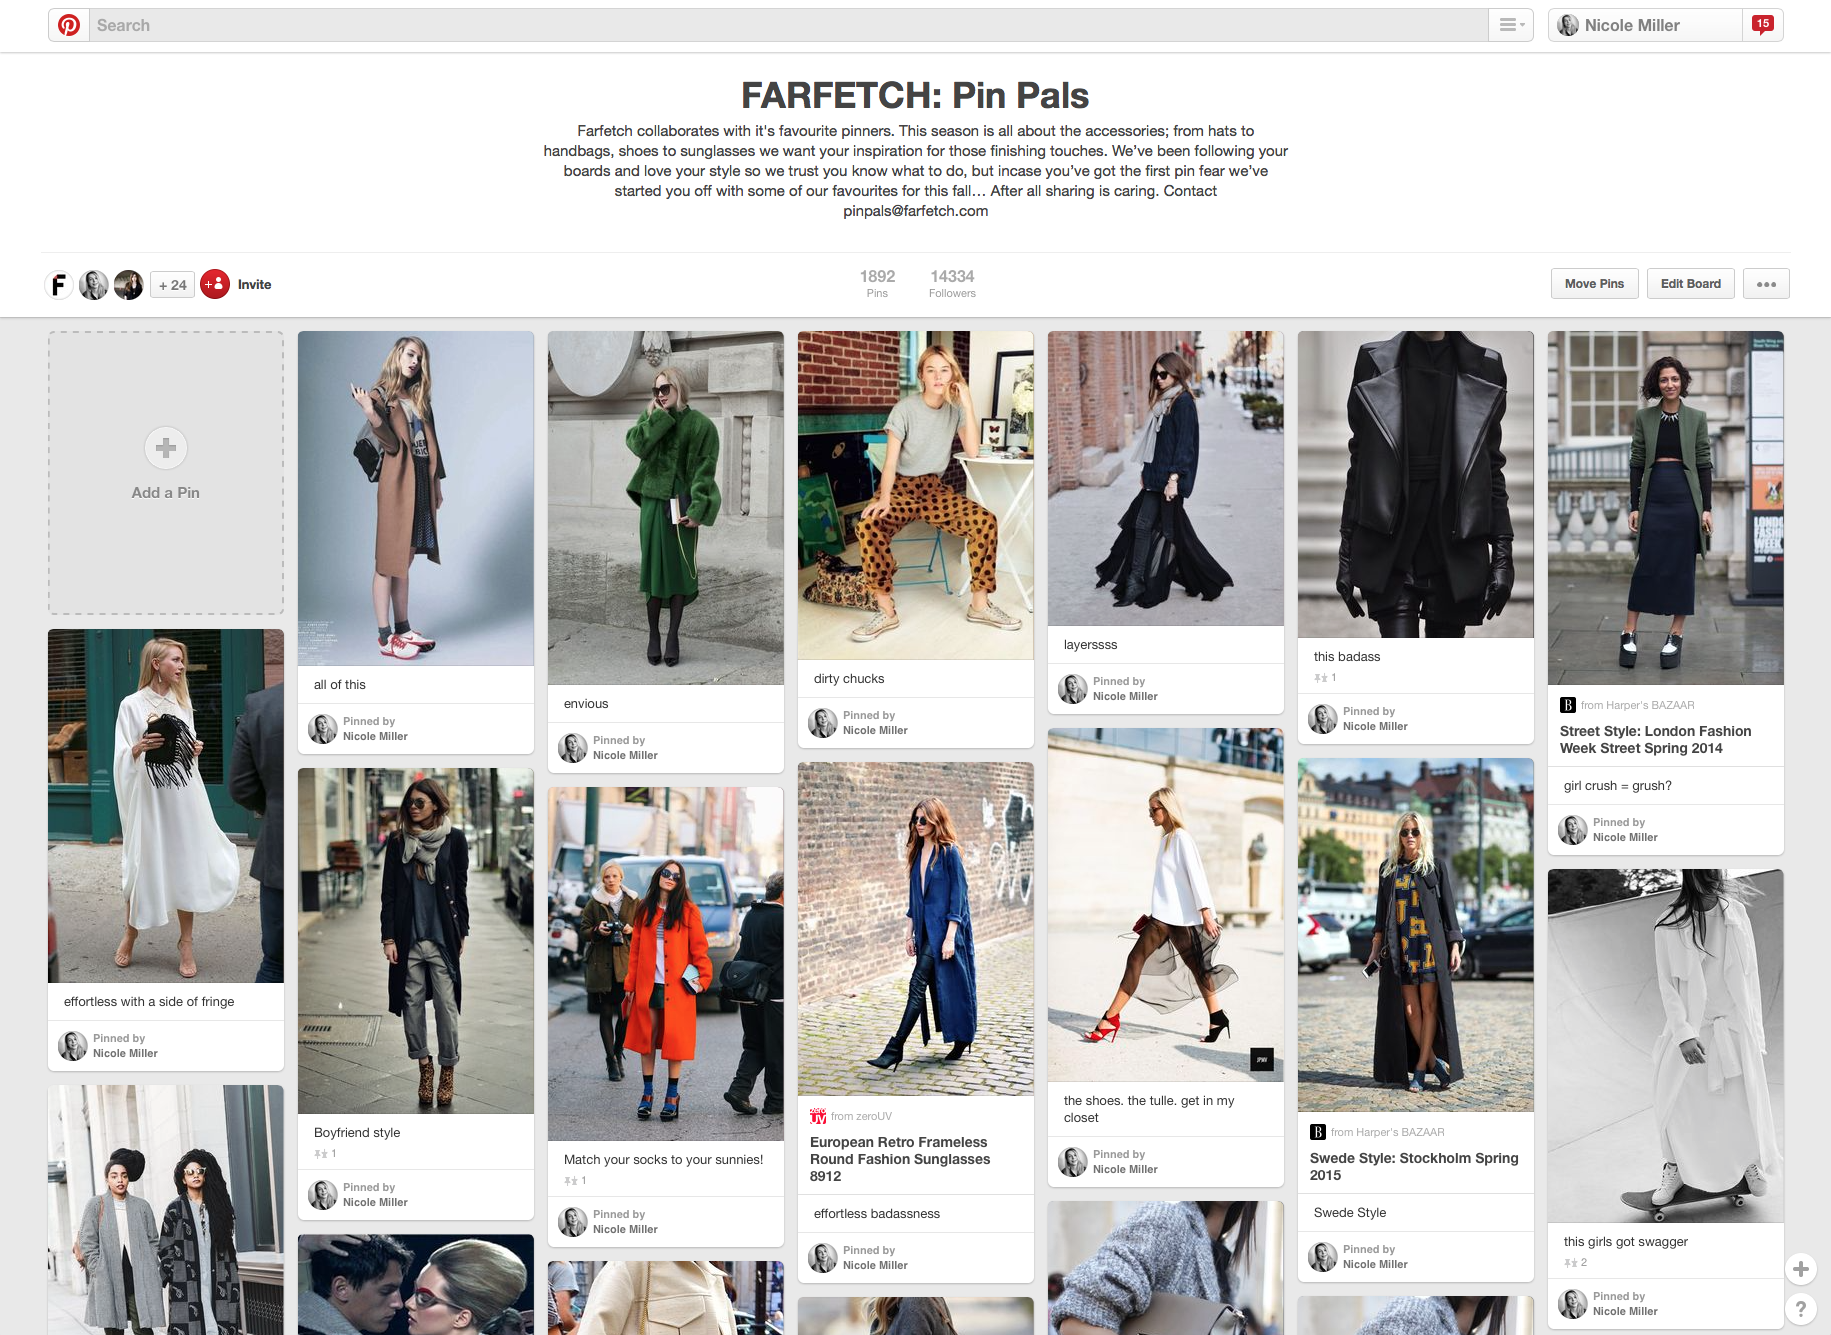 Search
Nicole Miller
15
FARFETCH: Pin Pals
Farfetch collaborates with it's favourite pinners. This season is all about the accessories; from hats to
handbags, shoes to sunglasses we want your inspiration for those finishing touches. We've been following your
boards and love your style so we trust you know what to do, but incase you've got the first pin fear we've
started you off with some of our favourites for this fall... After all sharing is caring. Contact
pinpals@farfetch.com
F
+ 24
+
Invite
1892
Pins
14334
Followers
Move Pins
Edit Board
Add a Pin
effortless with a side of fringe
Pinned by
Nicole Miller
all of this
Pinned by
Nicole Miller
Boyfriend style
1
Pinned by
Nicole Miller
envious
Pinned by
Nicole Miller
Match your socks to your sunnies!
1
Pinned by
Nicole Miller
dirty chucks
Pinned by
Nicole Miller
zero
UV
from zeroUV
European Retro Frameless
Round Fashion Sunglasses
8912
effortless badassness
Pinned by
Nicole Miller
layerssss
Pinned by
Nicole Miller
the shoes. the tulle. get in my
closet
Pinned by
Nicole Miller
this badass
1
Pinned by
Nicole Miller
B
from Harper's BAZAAR
Swede Style: Stockholm Spring
2015
Swede Style
Pinned by
Nicole Miller
LONDON
FASHION
WEEK
B
from Harper's BAZAAR
Street Style: London Fashion
Week Street Spring 2014
girl crush = grush?
Pinned by
Nicole Miller
this girls got swagger
2
Pinned by
Nicole Miller
?